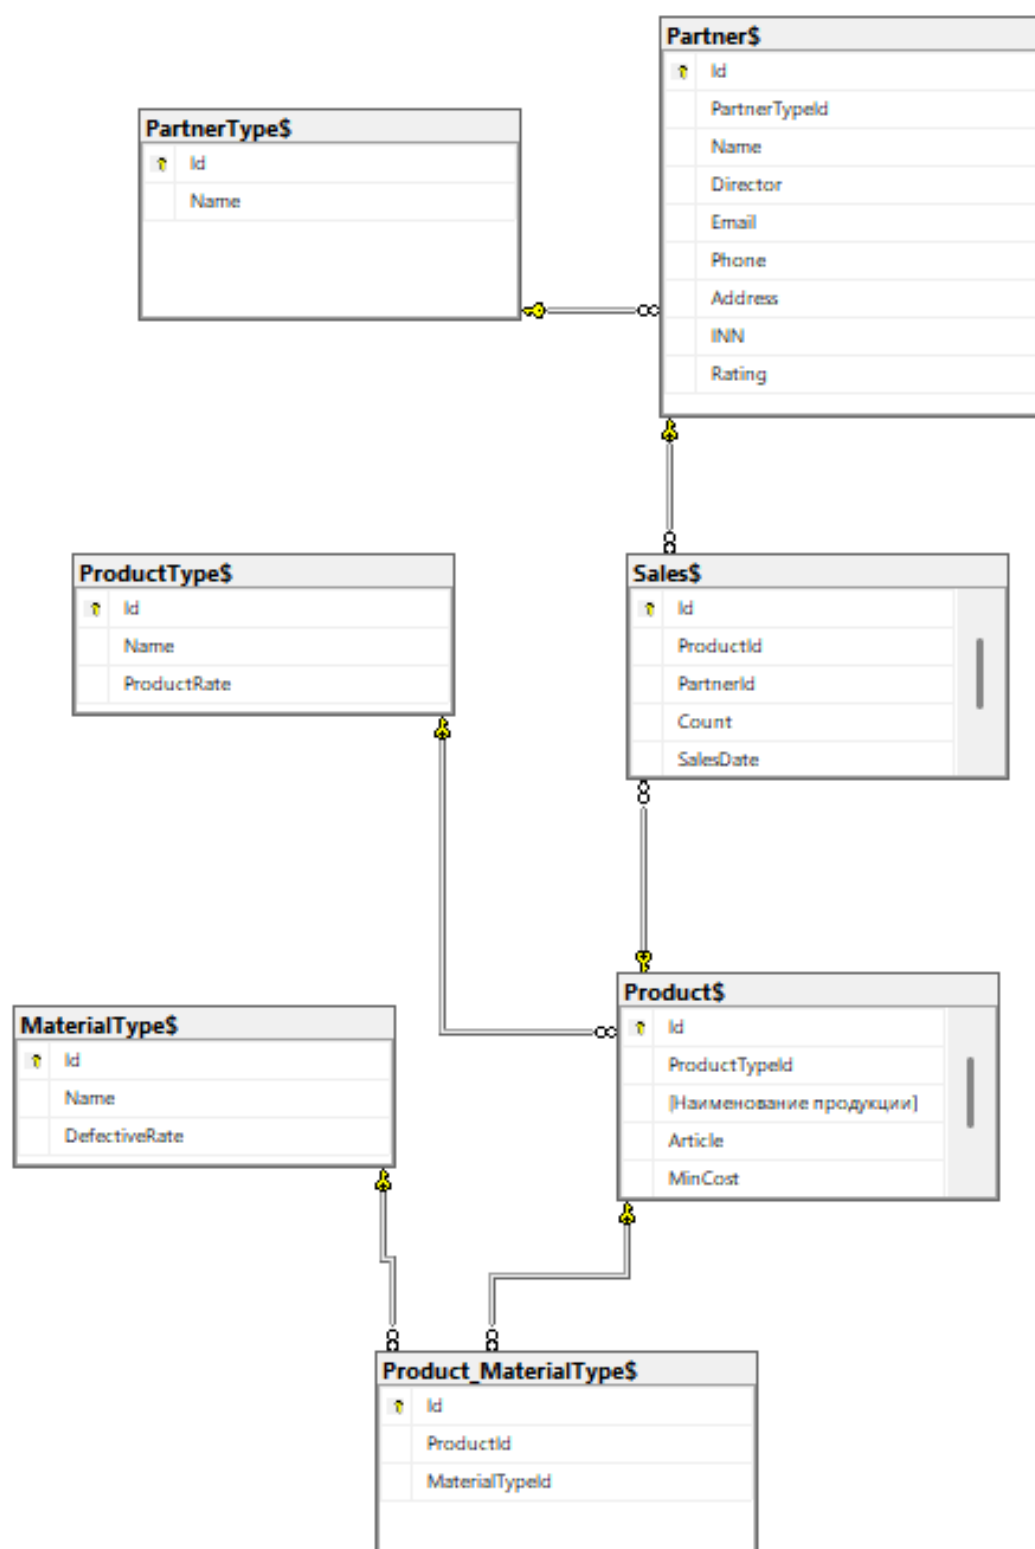 Partner$
Id
PartnerTypeId
Name
Director
Email
Phone
Address
INN
Rating
PartnerType$
Id
Name
ProductType$
Id
Name
ProductRate
Sales$
Id
ProductId
PartnerId
Count
SalesDate
Product$
Id
ProductTypeId
[Наименование продукции]
Article
MinCost
MaterialType$
Id
Name
DefectiveRate
Product_MaterialType$
Id
ProductId
MaterialTypeId